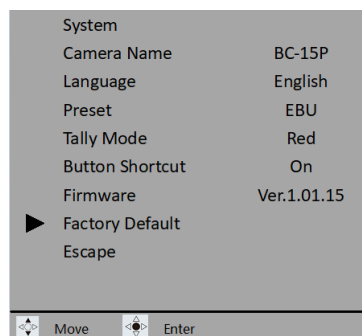 System
Camera Name BC-15P
Language English
Preset EBU
Tally Mode Red
Button Shortcut On
Firmware Ver.1.01.15
Factory Default
Escape
Move Enter